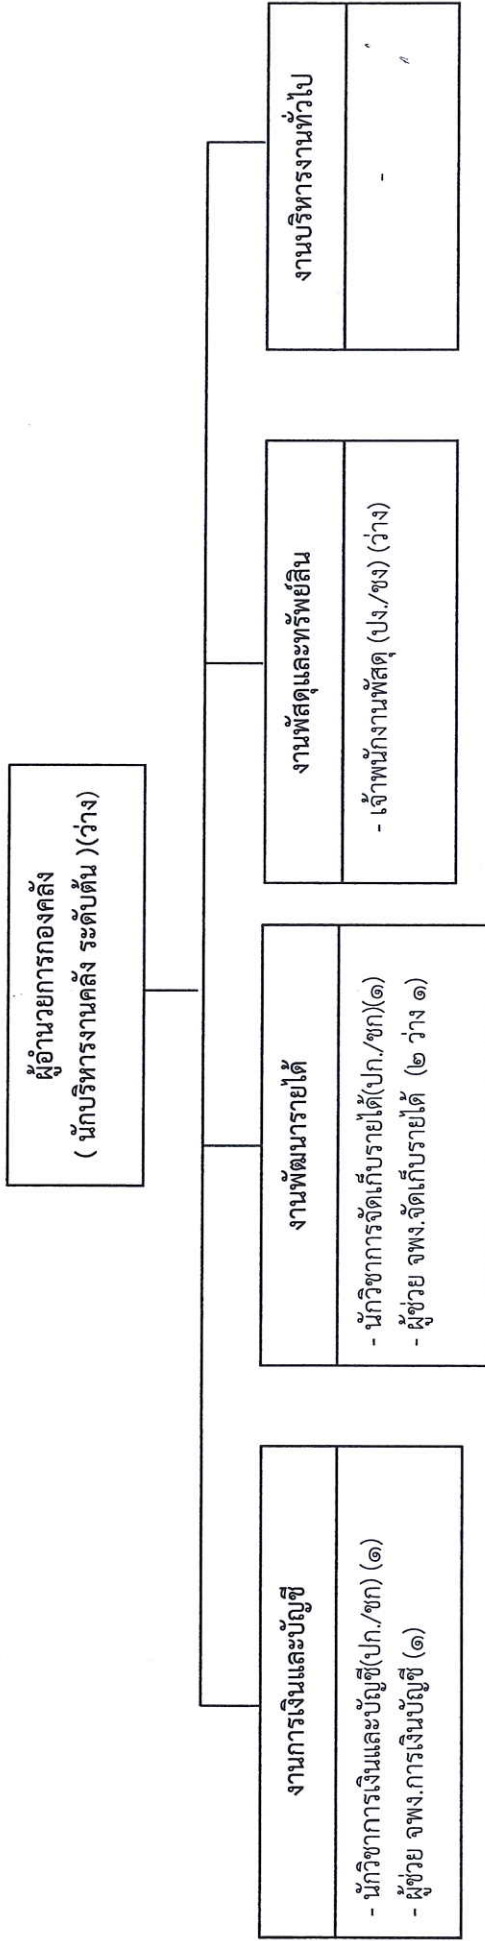 ผู้อำนวยการกองคลัง
( นักบริหารงานคลัง ระดับต้น )(ว่าง)
งานการเงินและบัญชี
- นักวิชาการเงินและบัญชี(ปก./ชก) (๑)
- ผู้ช่วย จพง.การเงินบัญชี (๑)
งานพัฒนารายได้
- นักวิชาการจัดเก็บรายได้(ปก./ชก)(๑)
- ผู้ช่วย จพง.จัดเก็บรายได้ (๒ ว่าง ๑)
งานพัสดุและทรัพย์สิน
- เจ้าพนักงานพัสดุ (ปง./ชง) (ว่าง)
งานบริหารงานทั่วไป
-